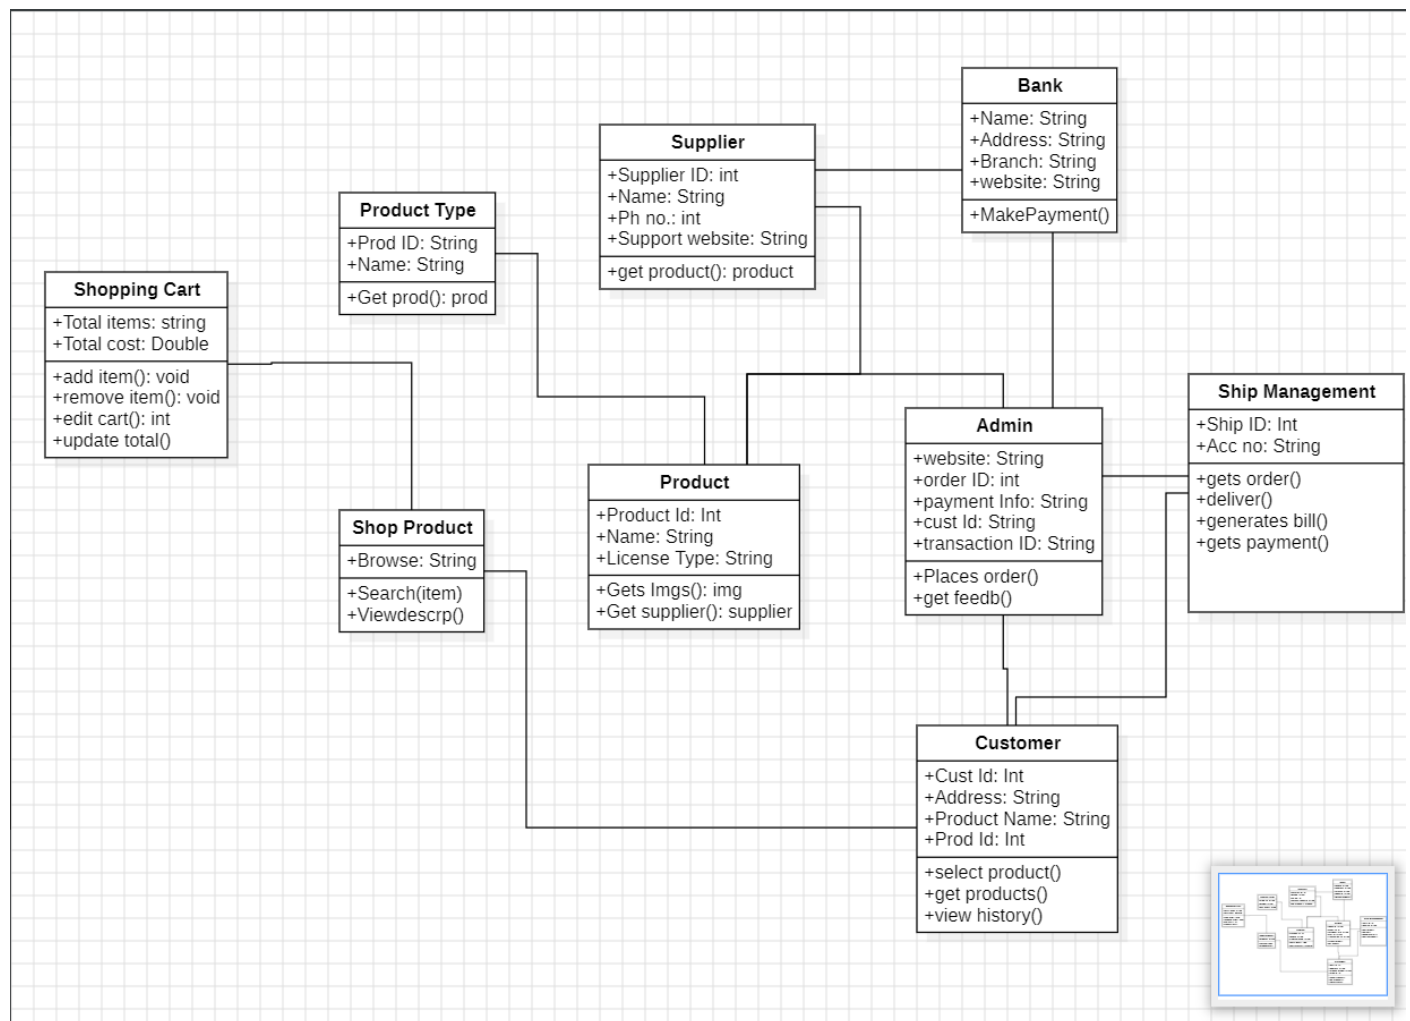 Bank
+Name: String
+Address: String
+Branch: String
+website: String
+MakePayment()
Supplier
+Supplier ID: int
+Name: String
+Ph no.: int
+Support website: String
+get product(): product
Product Type
+Prod ID: String
+Name: String
+Get prod(): prod
Shopping Cart
+Total items: string
+Total cost: Double
+add item(): void
+remove item(): void
+edit cart(): int
+update total()
Ship Management
+Ship ID: Int
+Acc no: String
+gets order()
+deliver()
+generates bill()
+gets payment()
Admin
+website: String
+order ID: int
+payment Info: String
+cust Id: String
+transaction ID: String
+Places order()
+get feedb()
Product
+Product Id: Int
+Name: String
+License Type: String
+Gets Imgs(): img
+Get supplier(): supplier
Shop Product
+Browse: String
+Search(item)
+Viewdescrp()
Customer
+Cust Id: Int
+Address: String
+Product Name: String
+Prod Id: Int
+select product()
+get products()
+view history()